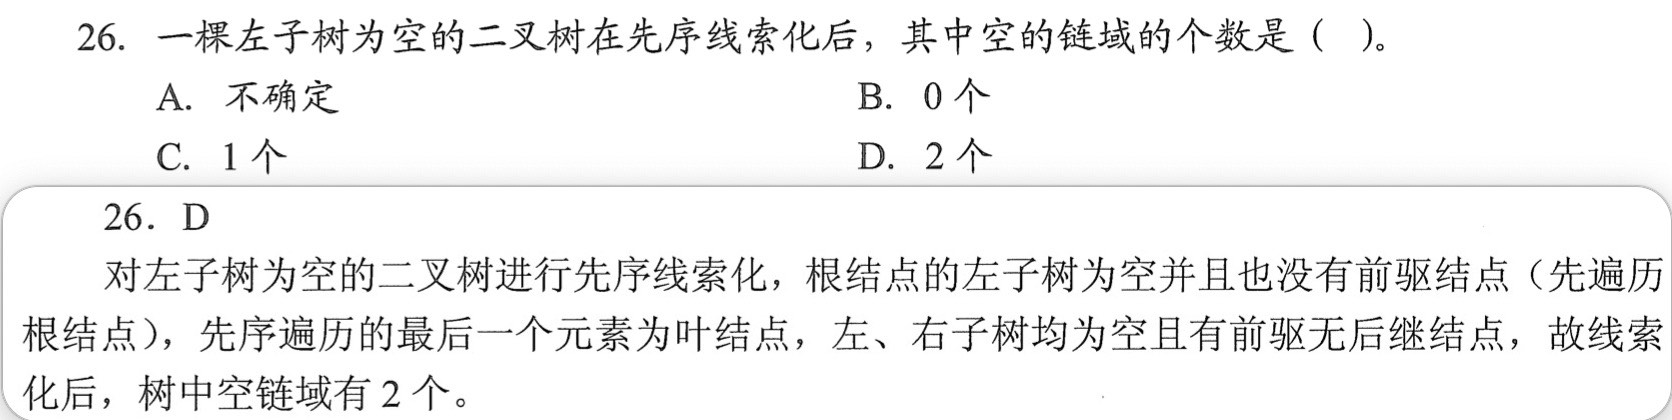 26. 一棵左子树为空的二叉树在先序线索化后，其中空的链域的个数是（ ）。
A. 不确定 B. 0 个
C. 1 个 D. 2 个
26. D
对左子树为空的二叉树进行先序线索化，根结点的左子树为空并且也没有前驱结点（先遍历
根结点），先序遍历的最后一个元素为叶结点，左、右子树均为空且有前驱无后继结点，故线索
化后，树中空链域有 2 个。